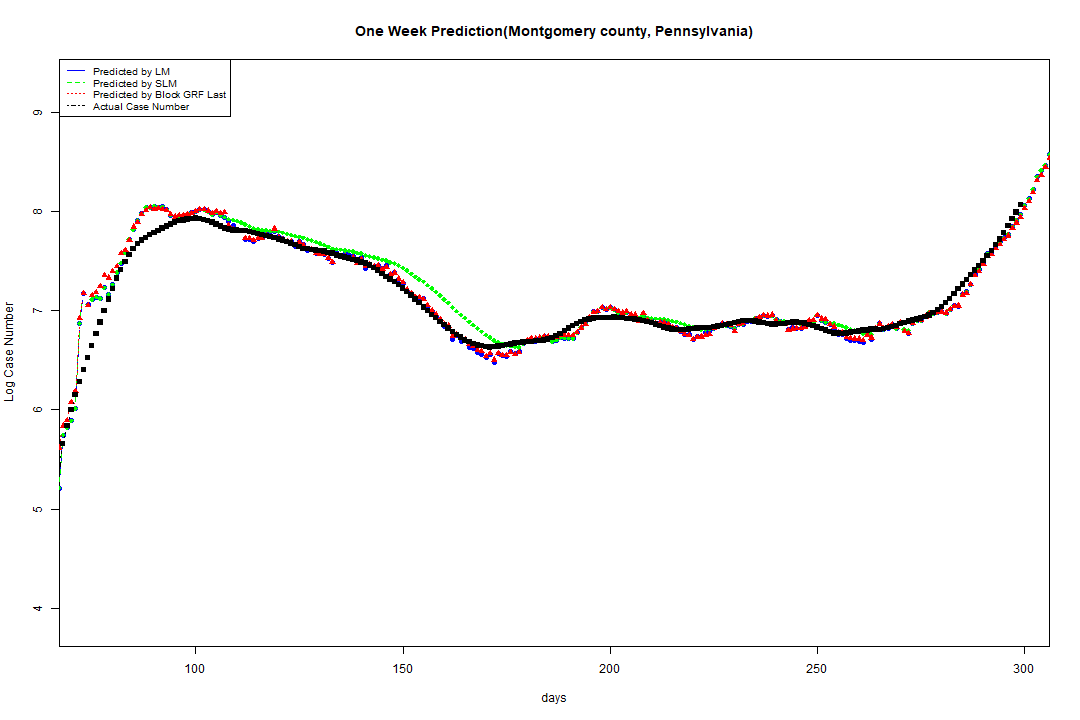 One Week Prediction(Montgomery county, Pennsylvania)
Predicted by LM
Predicted by SLM
Predicted by Block GRF Last
Actual Case Number
9
8
7
6
5
4
Log Case Number
100 150 200 250 300
days